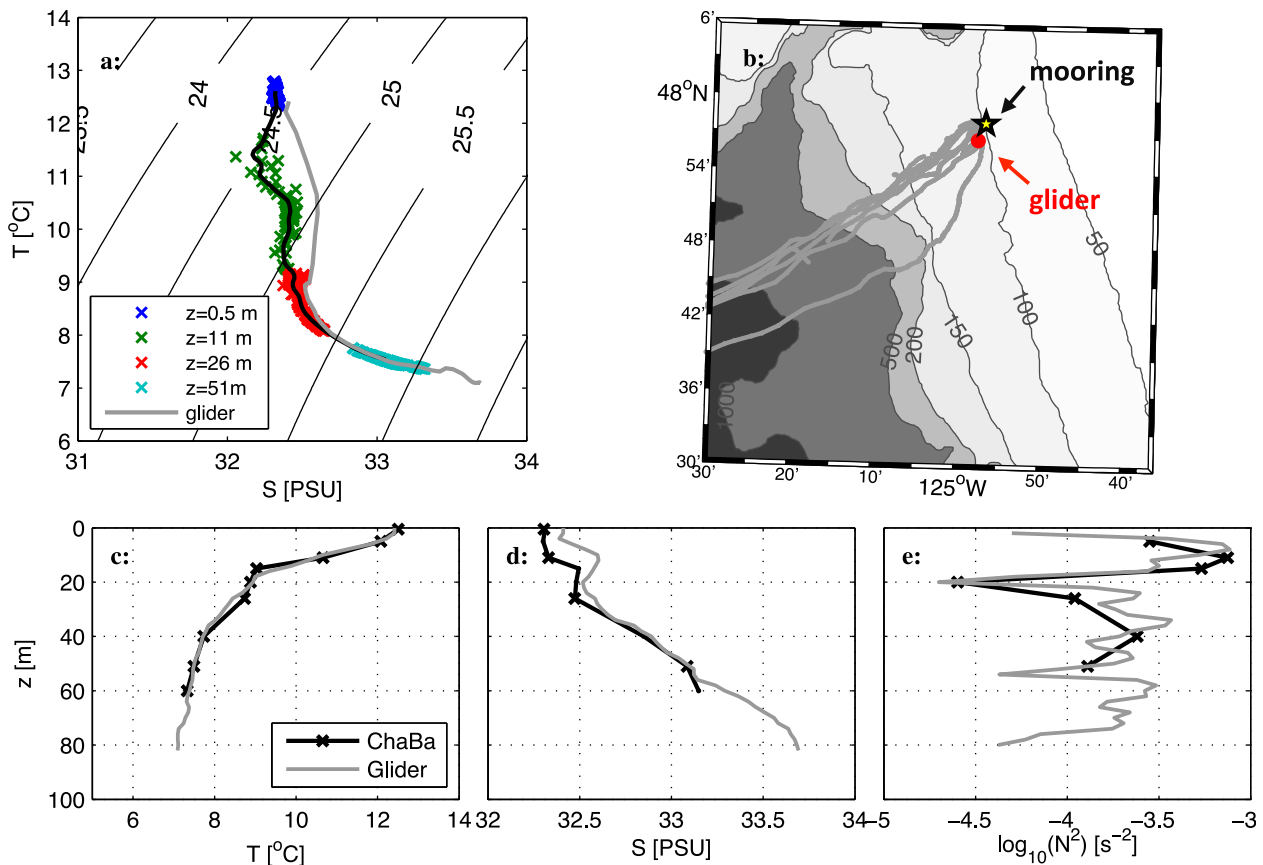 a:
14
13
12
11
10
9
8
7
6
T [°C]
23.5
24
24.5
25
25.5
z=0.5 m
z=11 m
z=26 m
z=51m
glider
31
32
33
34
S [PSU]
b:
6'
48°N
54'
48'
42'
36'
30'
mooring
glider
50
100
150
200
500
1000
30'
20'
10'
125°W
50'
40'
c:
0
20
40
60
80
100
z [m]
ChaBa
Glider
6
8
10
12
14
T [°C]
d:
32
32.5
33
33.5
34
S [PSU]
e:
−5
−4.5
−4
−3.5
−3
log10(N2) [s−2]